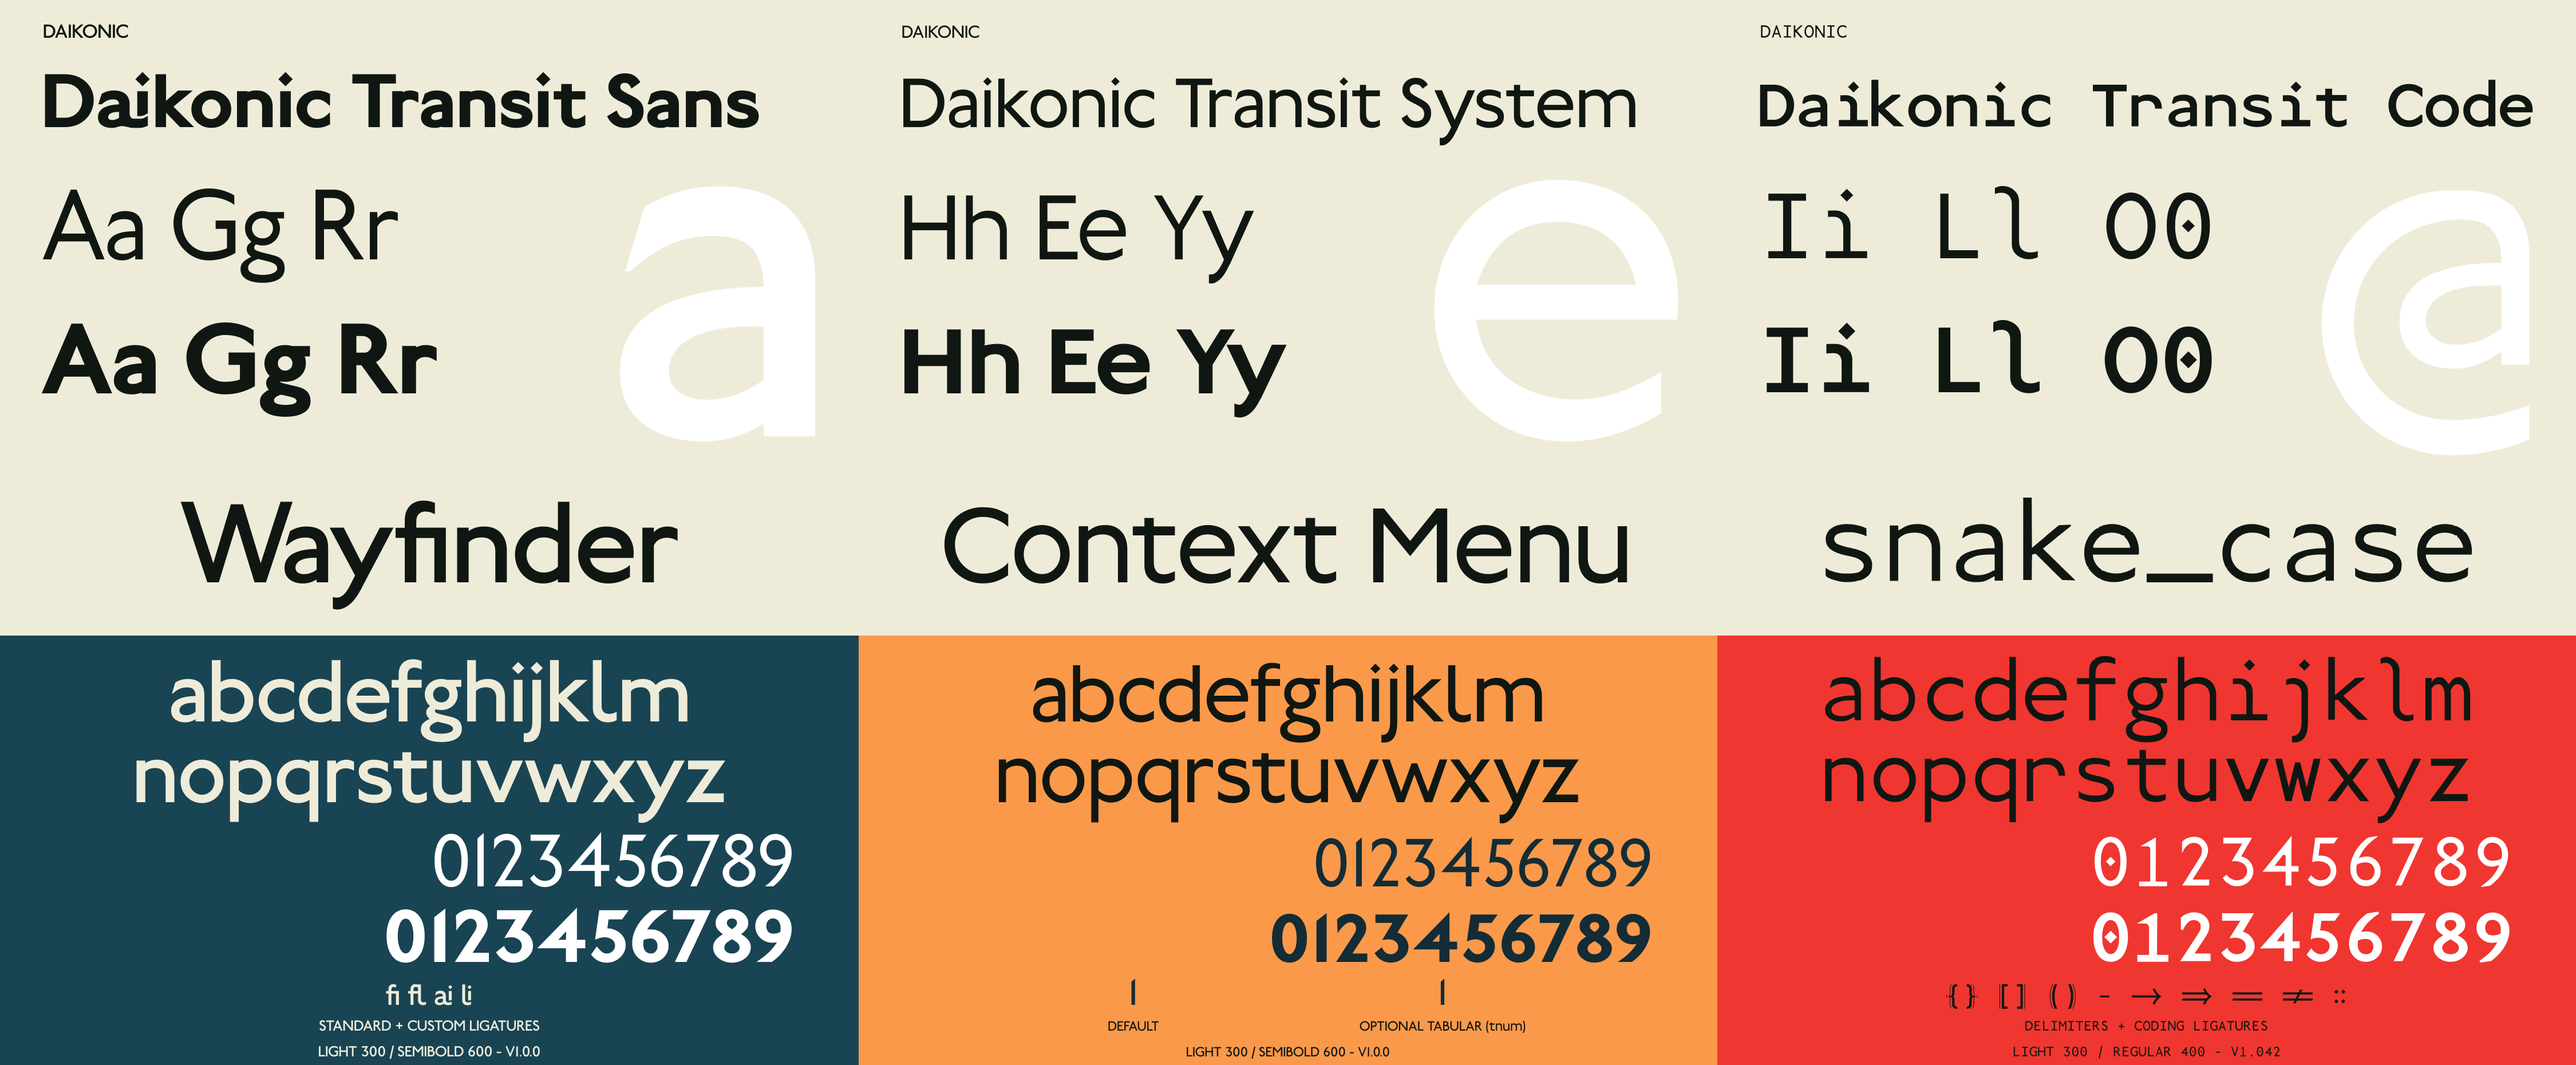 DAIKONIC
Daikonic Transit Sans
Aa Gg Rr
a
Aa Gg Rr
Wayfinder
abcdefghijklm
nopqrstuvwxyz
0123456789
0123456789
fi fl ai li
STANDARD + CUSTOM LIGATURES
LIGHT 300 / SEMIBOLD 600 - V1.0.0
DAIKONIC
Daikonic Transit System
Hh Ee Yy
e
Hh Ee Yy
Context Menu
abcdefghijklm
nopqrstuvwxyz
0123456789
0123456789
1 1
DEFAULT OPTIONAL TABULAR (tnum)
LIGHT 300 / SEMIBOLD 600 - V1.0.0
DAIKONIC
Daikonic Transit Code
Ii Ll O0
@
Ii Ll O0
snake_case
abcdefghijklm
nopqrstuvwxyz
0123456789
0123456789
{} [] () - → ⇒ == ≠ ::
DELIMITERS + CODING LIGATURES
LIGHT 300 / REGULAR 400 - V1.042